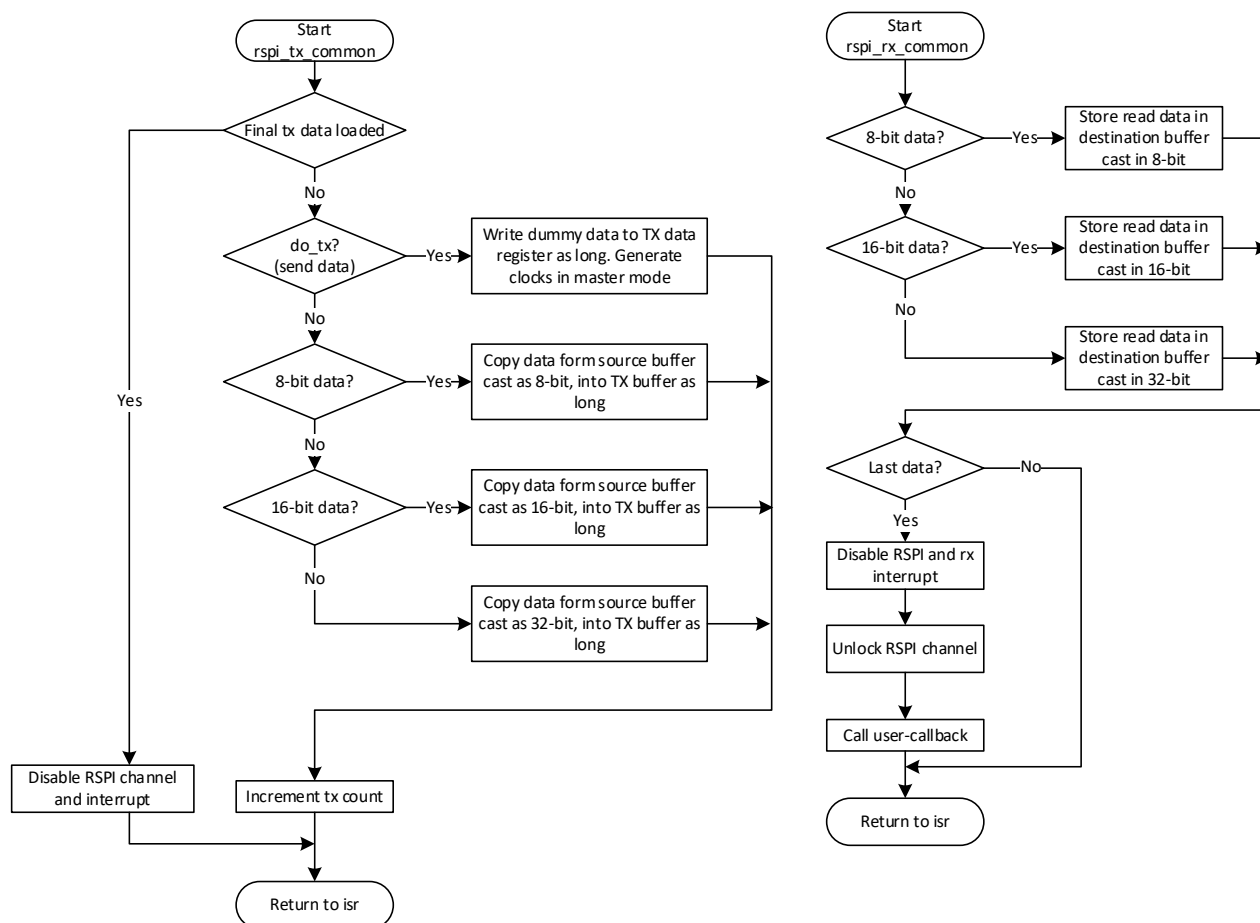 Start
rspi_tx_common
Final tx data loaded
No
do_tx?
(send data)
Yes
Write dummy data to TX data
register as long. Generate
clocks in master mode
No
8-bit data?
Yes
Copy data form source buffer
cast as 8-bit, into TX buffer as
long
Yes
No
16-bit data?
Yes
Copy data form source buffer
cast as 16-bit, into TX buffer as
long
No
Copy data form source buffer
cast as 32-bit, into TX buffer as
long
Disable RSPI channel
and interrupt
Increment tx count
Return to isr
Start
rspi_rx_common
8-bit data?
Yes
Store read data in
destination buffer
cast in 8-bit
No
16-bit data?
Yes
Store read data in
destination buffer
cast in 16-bit
No
Store read data in
destination buffer
cast in 32-bit
Last data?
No
Yes
Disable RSPI and rx
interrupt
Unlock RSPI channel
Call user-callback
Return to isr